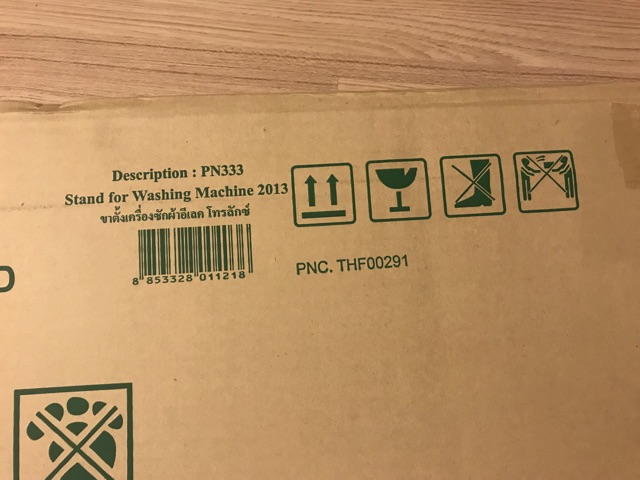 Description : PN333
Stand for Washing Machine 2013
ขาตั้งเครื่องซักผ้าอีเลค โทรลักซ์
8 853328 011218
PNC. THF00291
D